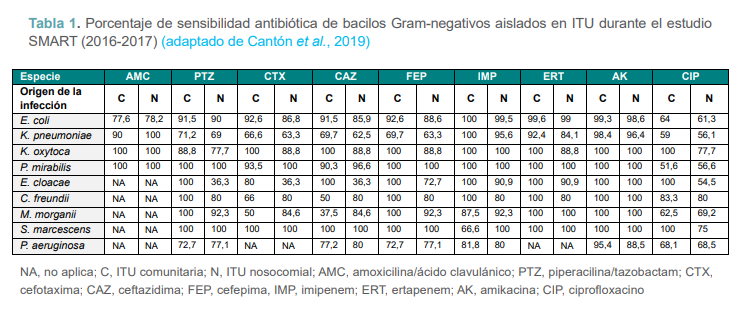 Tabla 1. Porcentaje de sensibilidad antibiótica de bacilos Gram-negativos aislados en ITU durante el estudio
SMART (2016-2017) (adaptado de Cantón et al., 2019)
Especie AMC PTZ CTX CAZ FEP IMP ERT AK CIP
Origen de la infección C N C N C N C N C N C N C N C N C N
E. coli 77,6 78,2 91,5 90 92,6 86,8 91,5 85,9 92,6 88,6 100 99,5 99,6 99 99,3 98,6 64 61,3
K. pneumoniae 90 100 71,2 69 66,6 63,3 69,7 62,5 69,7 63,3 100 95,6 92,4 84,1 98,4 96,4 59 56,1
K. oxytoca 100 100 88,8 77,7 100 88,8 100 88,8 100 88,8 100 100 100 88,8 100 100 100 77,7
P. mirabilis 100 100 100 100 93,5 100 90,3 96,6 100 100 100 100 100 100 100 100 51,6 56,6
E. cloacae NA NA 100 36,3 80 36,3 100 36,3 100 72,7 100 90,9 100 90,9 100 100 100 54,5
C. freundii NA NA 100 80 66 80 50 80 100 80 100 100 100 100 100 100 83,3 80
M. morganii NA NA 100 92,3 50 84,6 37,5 84,6 100 92,3 87,5 92,3 100 100 100 100 62,5 69,2
S. marcescens NA NA 100 100 100 100 100 100 100 100 66,6 100 100 100 100 100 100 75
P. aeruginosa NA NA 72,7 77,1 NA NA 77,2 80 72,7 77,1 81,8 80 NA NA 95,4 88,5 68,1 68,5
NA, no aplica; C, ITU comunitaria; N, ITU nosocomial; AMC, amoxicilina/ácido clavulánico; PTZ, piperacilina/tazobactam; CTX,
cefotaxima; CAZ, ceftazidima; FEP, cefepima, IMP, imipenem; ERT, ertapenem; AK, amikacina; CIP, ciprofloxacino